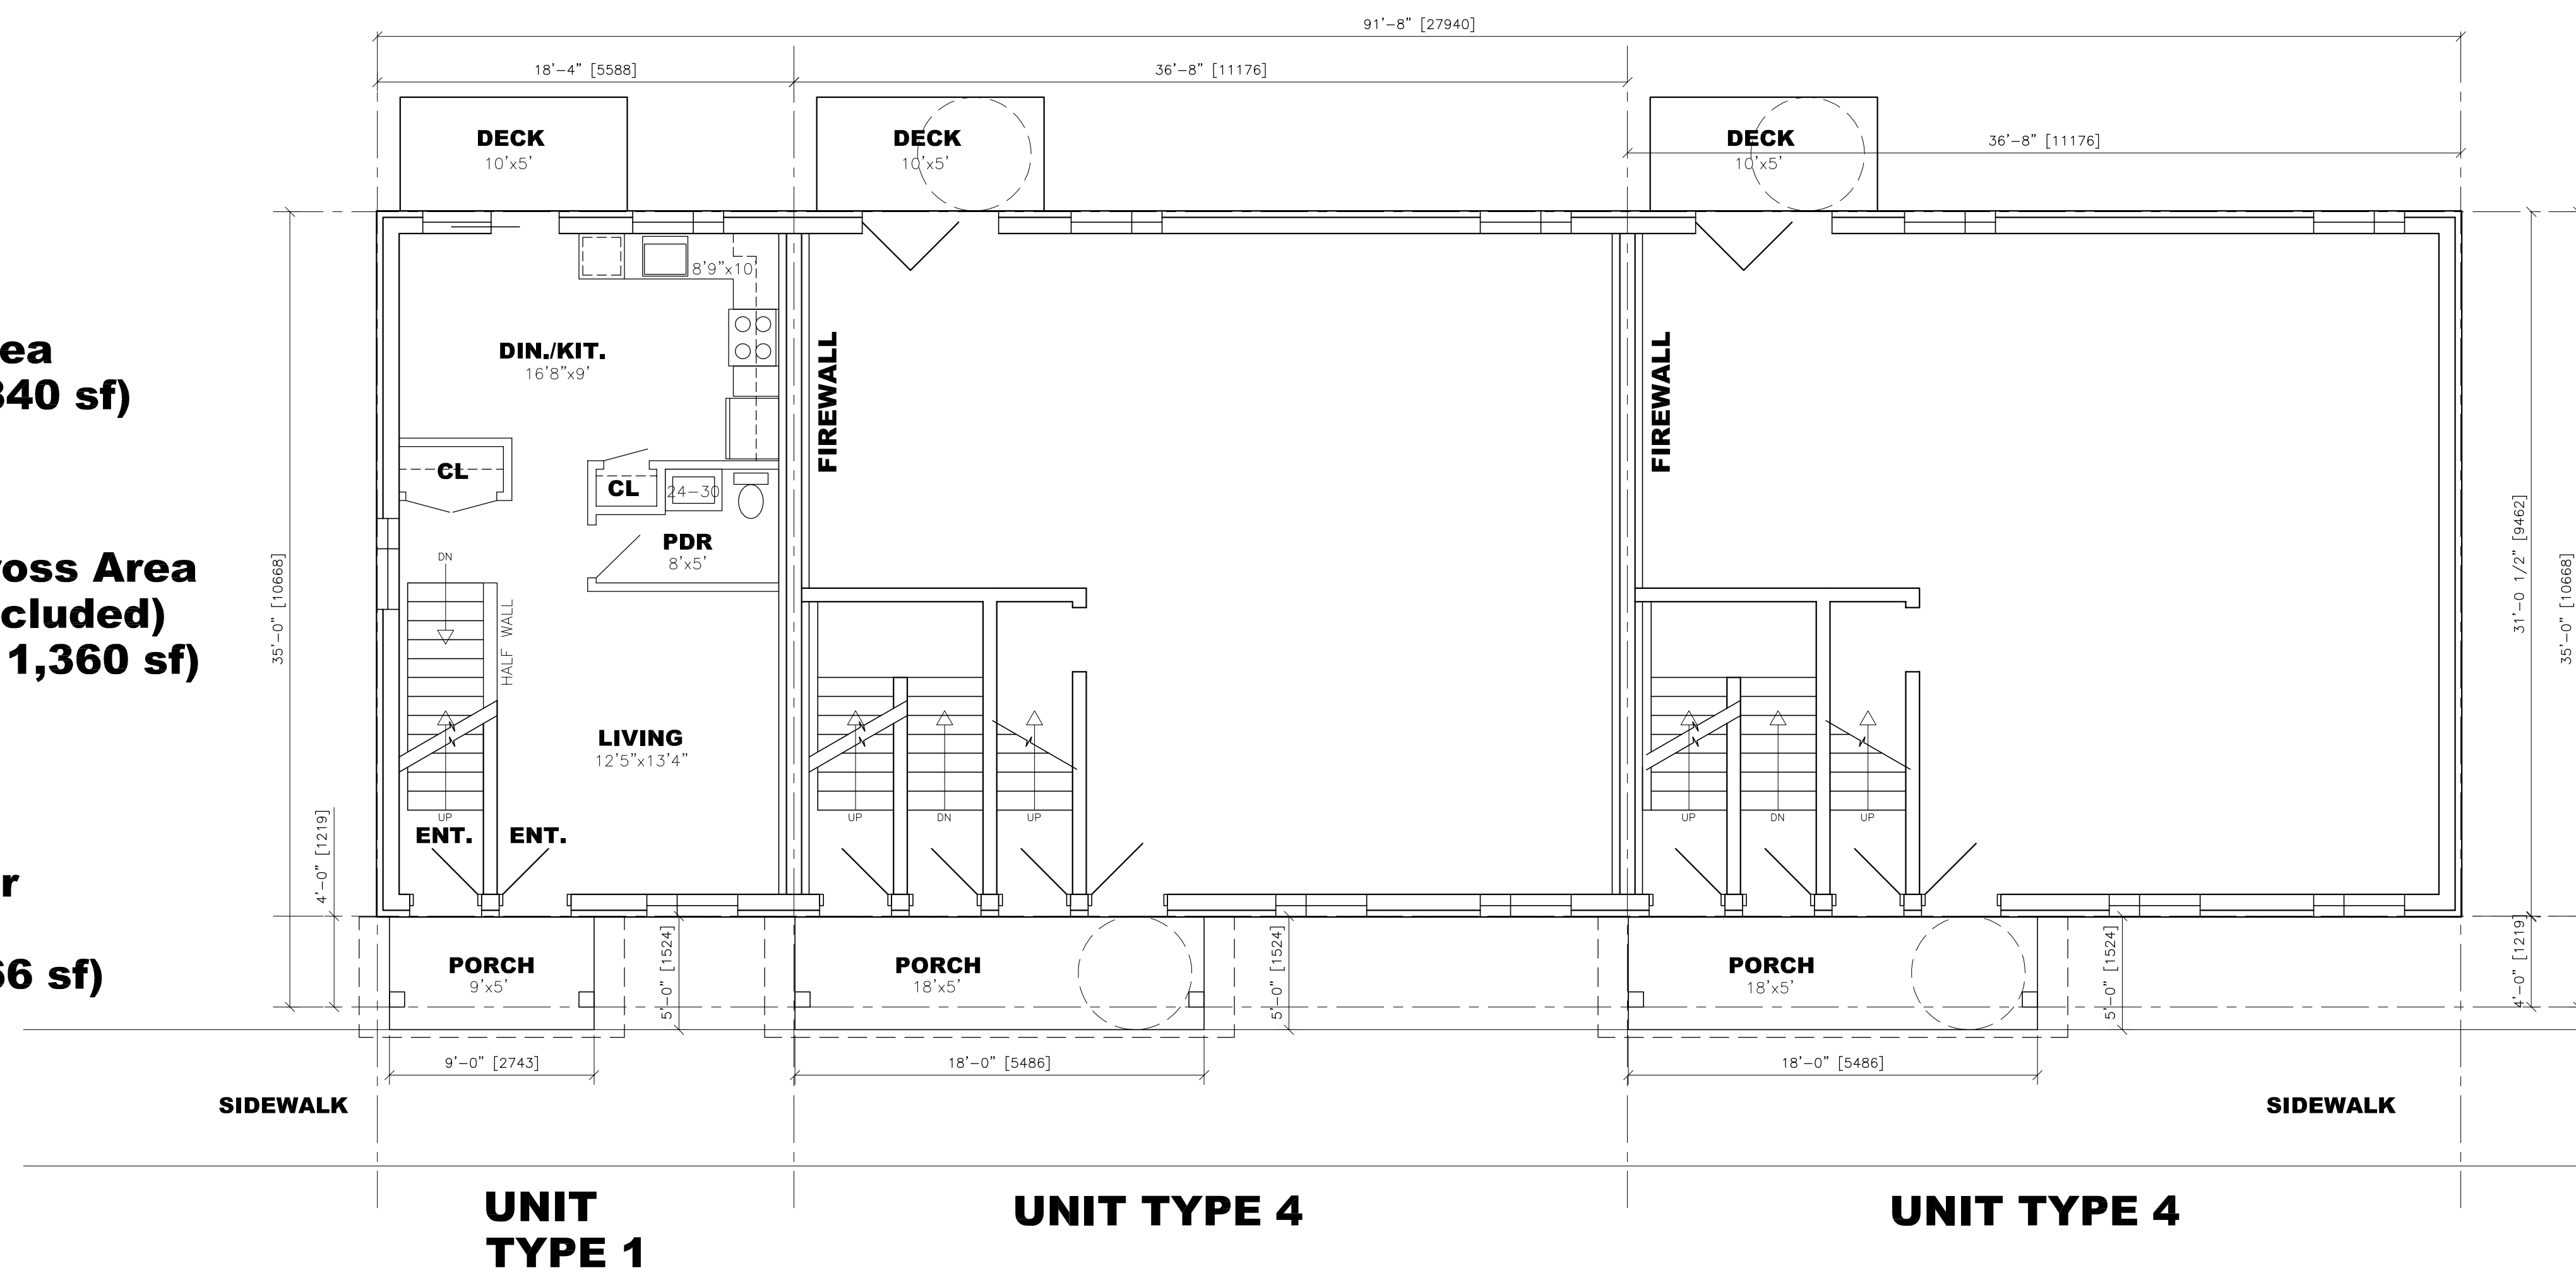 91'-8" [27940]
18'-4" [5588]
36'-8" [11176]
36'-8" [11176]
DECK
10'x5'
DECK
10'x5'
DECK
10'x5'
8'9"x10'
DIN./KIT.
16'8"x9'
FIREWALL
FIREWALL
ea
340 sf)
CL
CL
24-30
PDR
8'x5'
DN
HALF WALL
35'-0" [10668]
31'-0 1/2" [9462]
35'-0" [10668]
oss Area
cluded)
1,360 sf)
LIVING
12'5"x13'4"
UP
UP
DN
UP
UP
DN
UP
ENT.
ENT.
4'-0" [1219]
r
66 sf)
PORCH
9'x5'
5'-0" [1524]
PORCH
18'x5'
5'-0" [1524]
PORCH
18'x5'
5'-0" [1524]
4'-0" [1219]
9'-0" [2743]
18'-0" [5486]
18'-0" [5486]
SIDEWALK
SIDEWALK
UNIT
TYPE 1
UNIT TYPE 4
UNIT TYPE 4